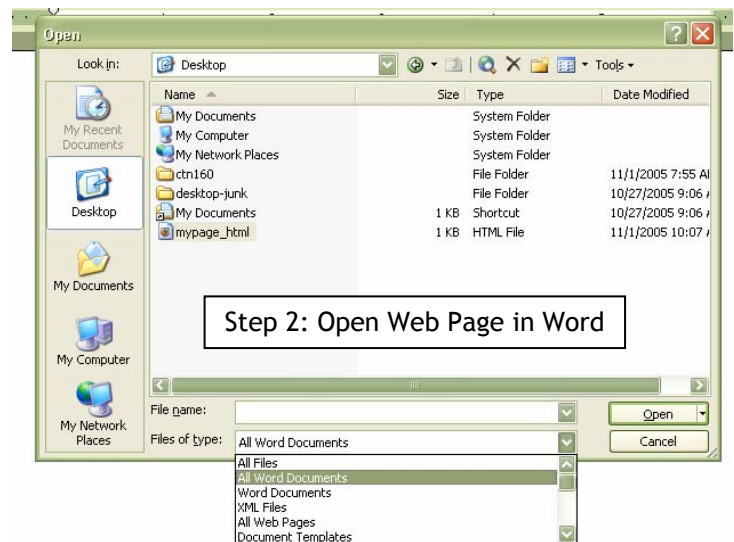 Open
Look in: Desktop Tools
Name Size Type Date Modified
My Documents System Folder
My Computer System Folder
My Network Places System Folder
ctn160 File Folder 11/1/2005 7:55 A
desktop-junk File Folder 10/27/2005 9:06
My Documents 1 KB Shortcut 10/27/2005 9:06
mypage_html 1 KB HTML File 11/1/2005 10:07
My Recent
Documents
Desktop
My Documents
My Computer
My Network
Places
Step 2: Open Web Page in Word
File name: Open
Files of type: All Word Documents Cancel
All Files
All Word Documents
Word Documents
XML Files
All Web Pages
Document Templates